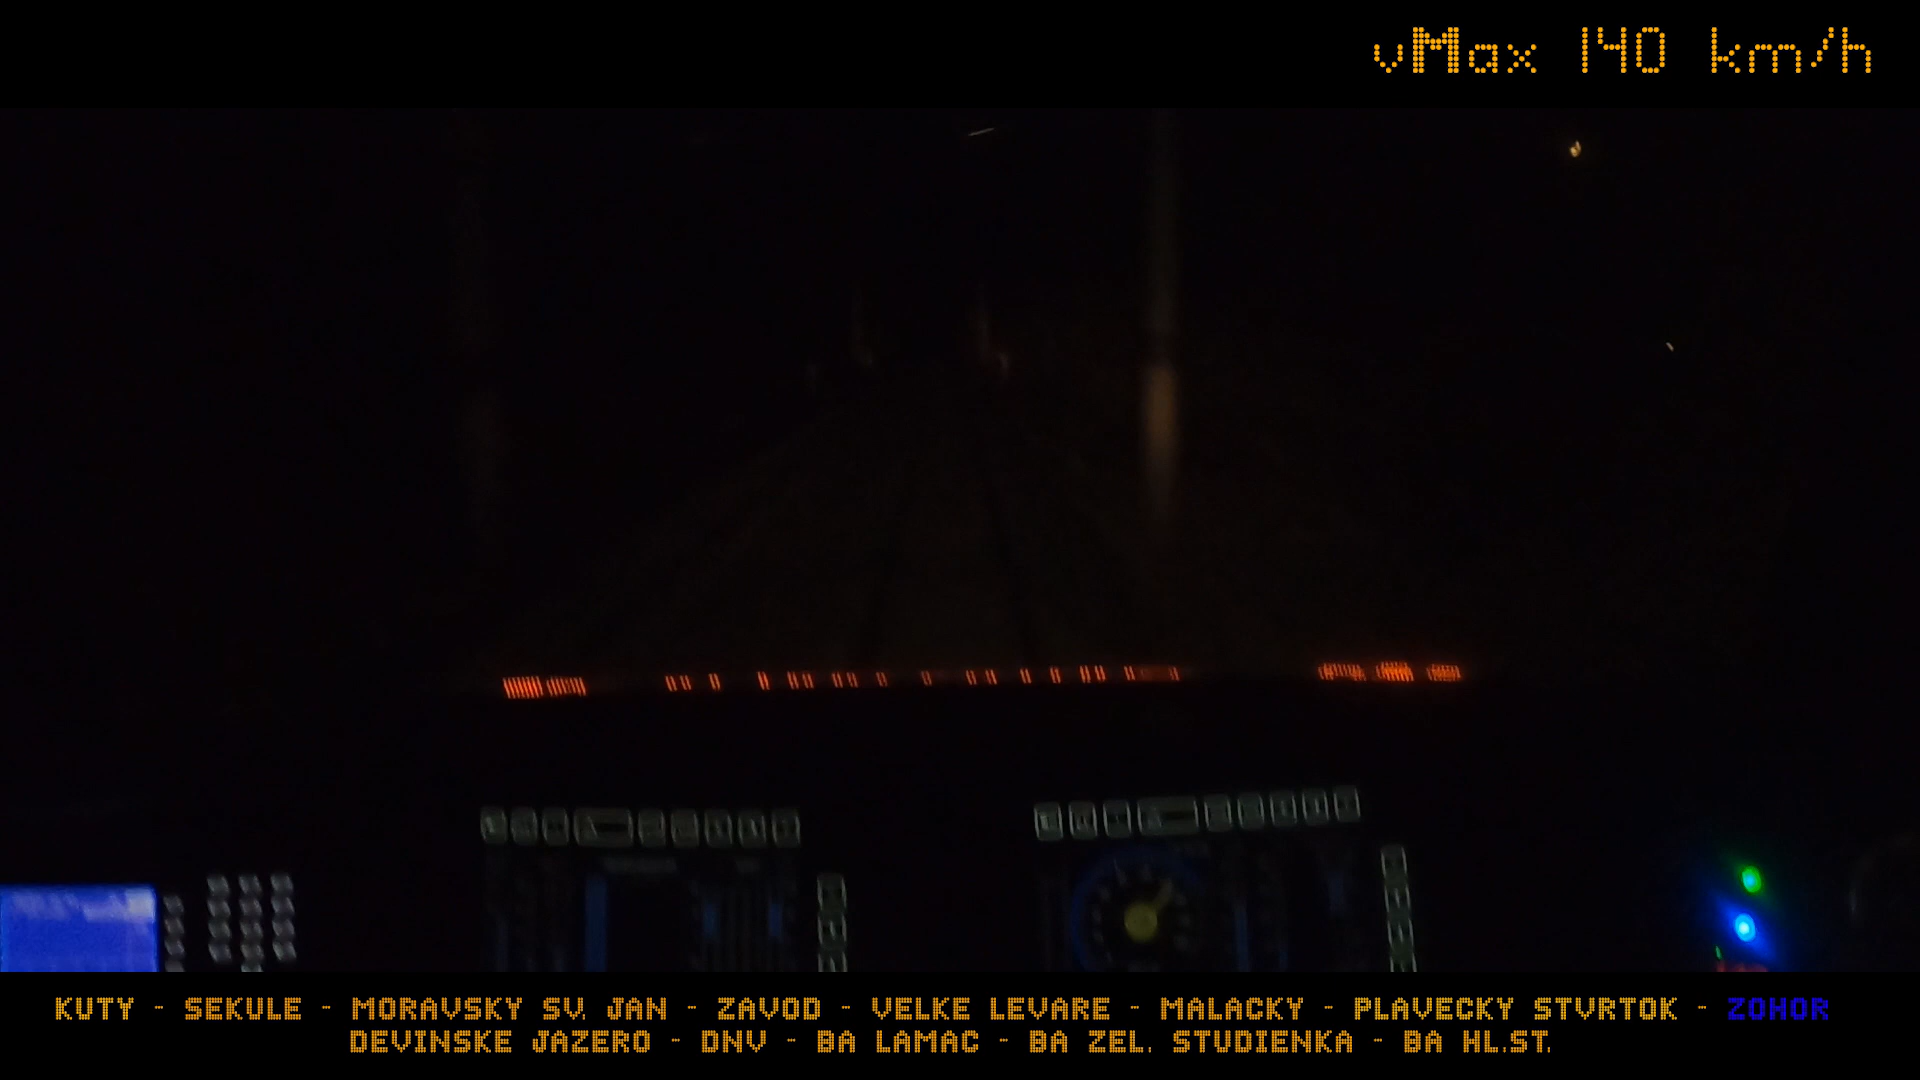 vMax 140 km/h
KUTY - SEKULE - MORAVSKY SV. JAN - ZAVOD - VELKE LEVARE - MALACKY - PLAVECKY STVRTOK - ZOHOR
DEVINSKE JAZERO - DNV - BA LAMAC - BA ZEL. STUDIENKA - BA HL.ST.